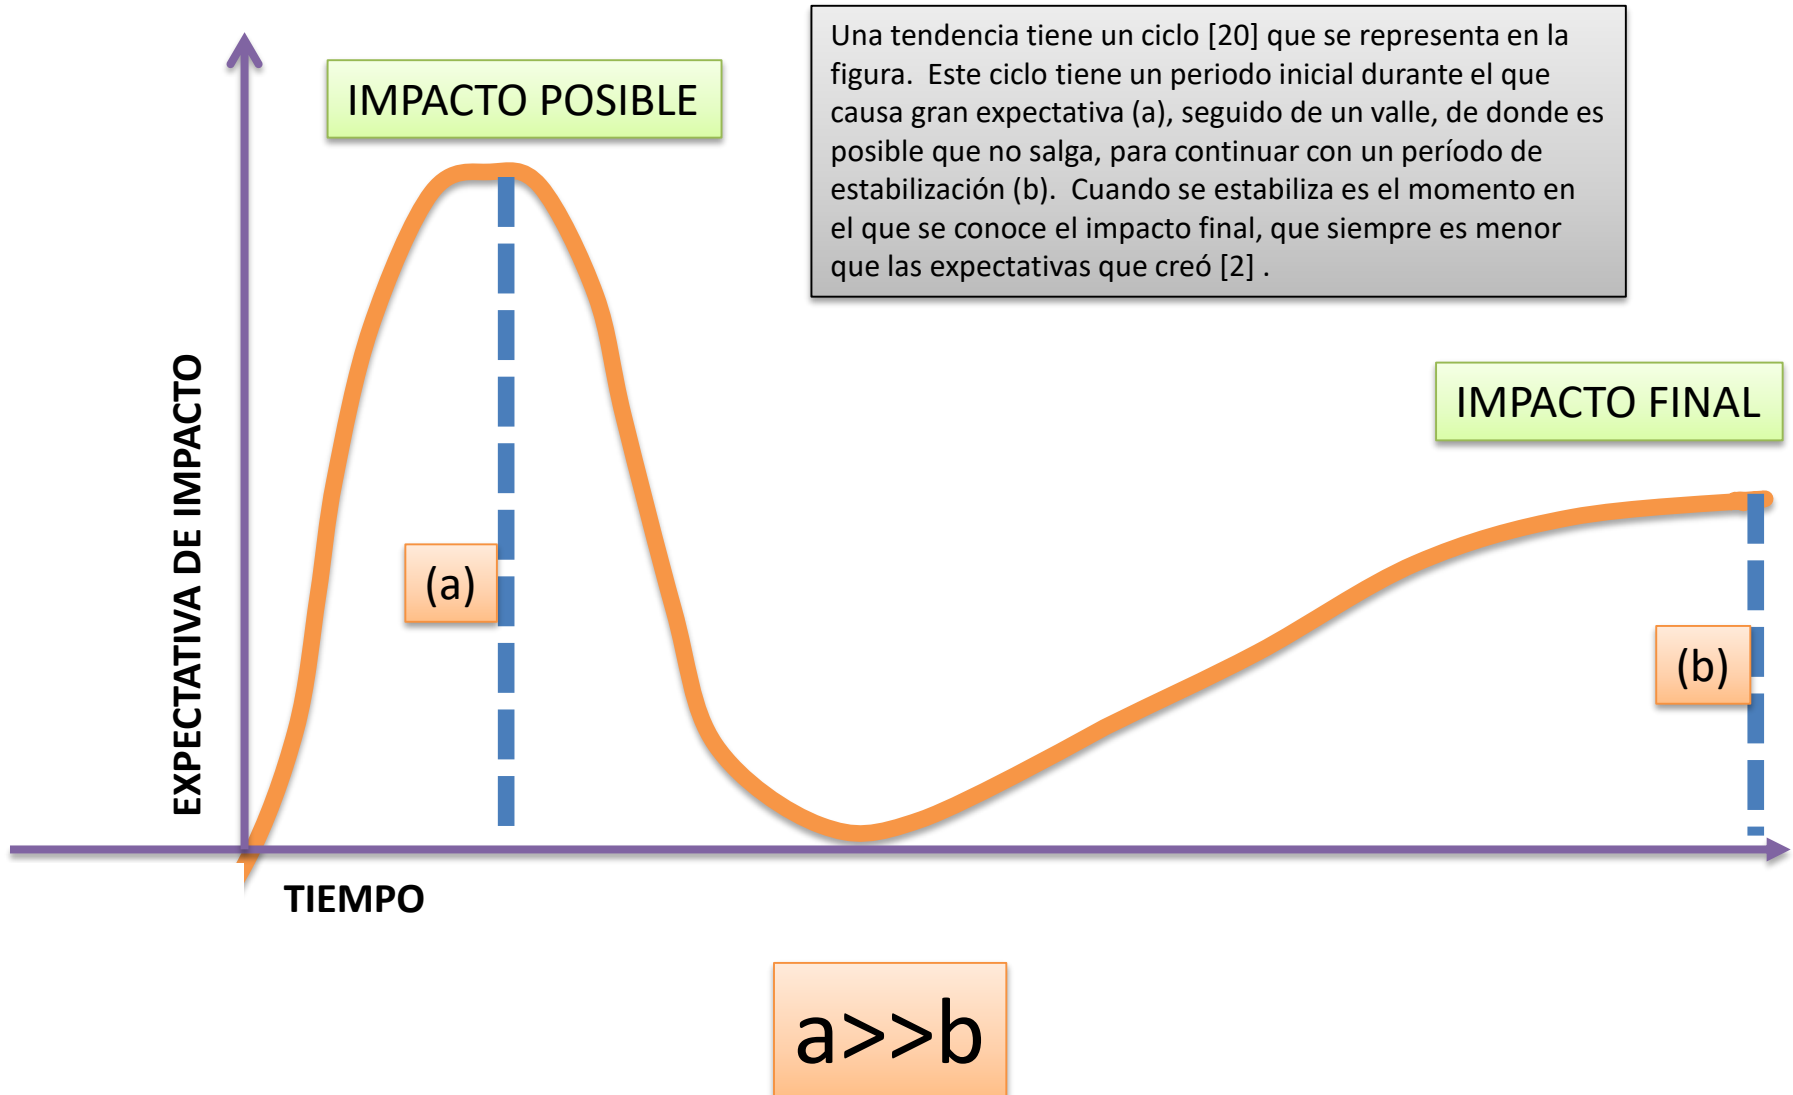 Una tendencia tiene un ciclo [20] que se representa en la
figura.  Este ciclo tiene un periodo inicial durante el que
causa gran expectativa (a), seguido de un valle, de donde es
posible que no salga, para continuar con un período de
estabilización (b).  Cuando se estabiliza es el momento en
el que se conoce el impacto final, que siempre es menor
que las expectativas que creó [2] .
IMPACTO POSIBLE
IMPACTO FINAL
EXPECTATIVA DE IMPACTO
(a)
(b)
TIEMPO
a>>b